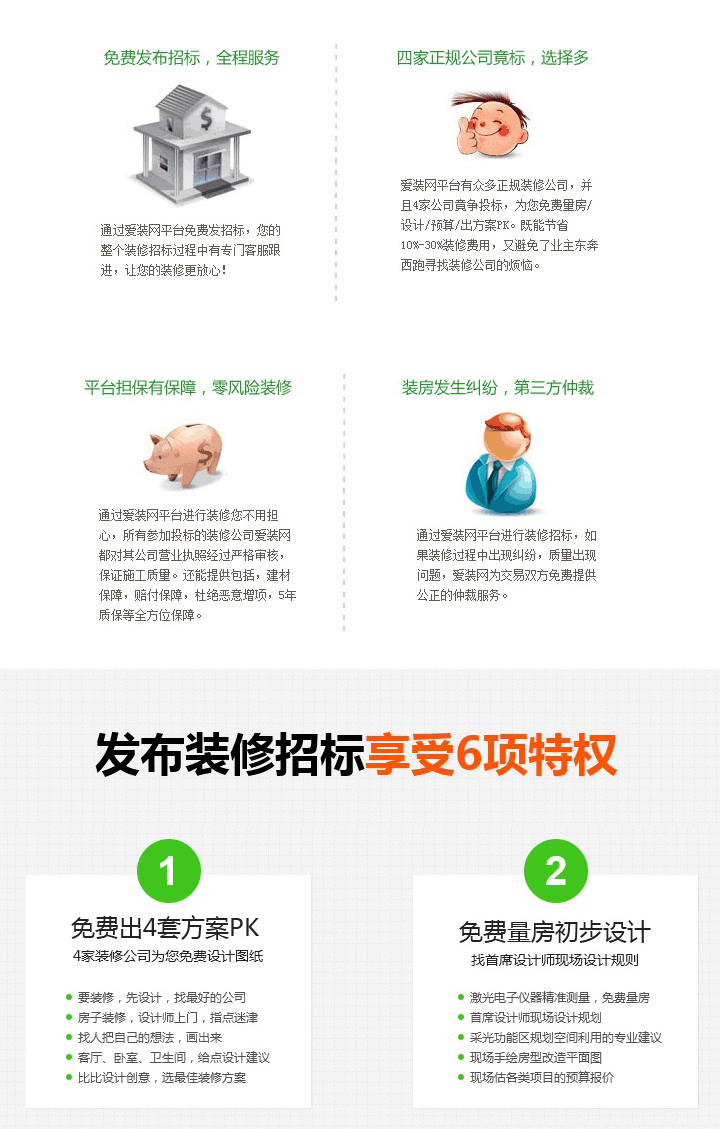 免费发布招标，全程服务
通过爱装网平台免费发招标，您的
整个装修招标过程中有专门客服跟
进，让您的装修更放心！
四家正规公司竟标，选择多
爱装网平台有众多正规装修公司，并
且4家公司竟争投标，为您免费量房/
设计/预算/出方案PK。既能节省
10%-30%装修费用，又避免了业主东奔
西跑寻找装修公司的烦恼。
平台担保有保障，零风险装修
通过爱装网平台进行装修您不用担
心，所有参加投标的装修公司爱装网
都对其公司营业执照经过严格审核，
保证施工质量。还能提供包括，建材
保障，赔付保障，杜绝恶意增项，5年
质保等全方位保障。
装房发生纠纷，第三方仲裁
通过爱装网平台进行装修招标，如
果装修过程中出现纠纷，质量出现
问题，爱装网为交易双方免费提供
公正的仲裁服务。
发布装修招标享受6项特权
1
免费出4套方案PK
4家装修公司为您免费设计图纸
要装修，先设计，找最好的公司
房子装修，设计师上门，指点迷津
找人把自己的想法，画出来
客厅、卧室、卫生间，给点设计建议
比比设计创意，选最佳装修方案
2
免费量房初步设计
找首席设计师现场设计规则
激光电子仪器精准测量，免费量房
首席设计师现场设计规划
采光功能区规划空间利用的专业建议
现场手绘房型改造平面图
现场估各类项目的预算报价